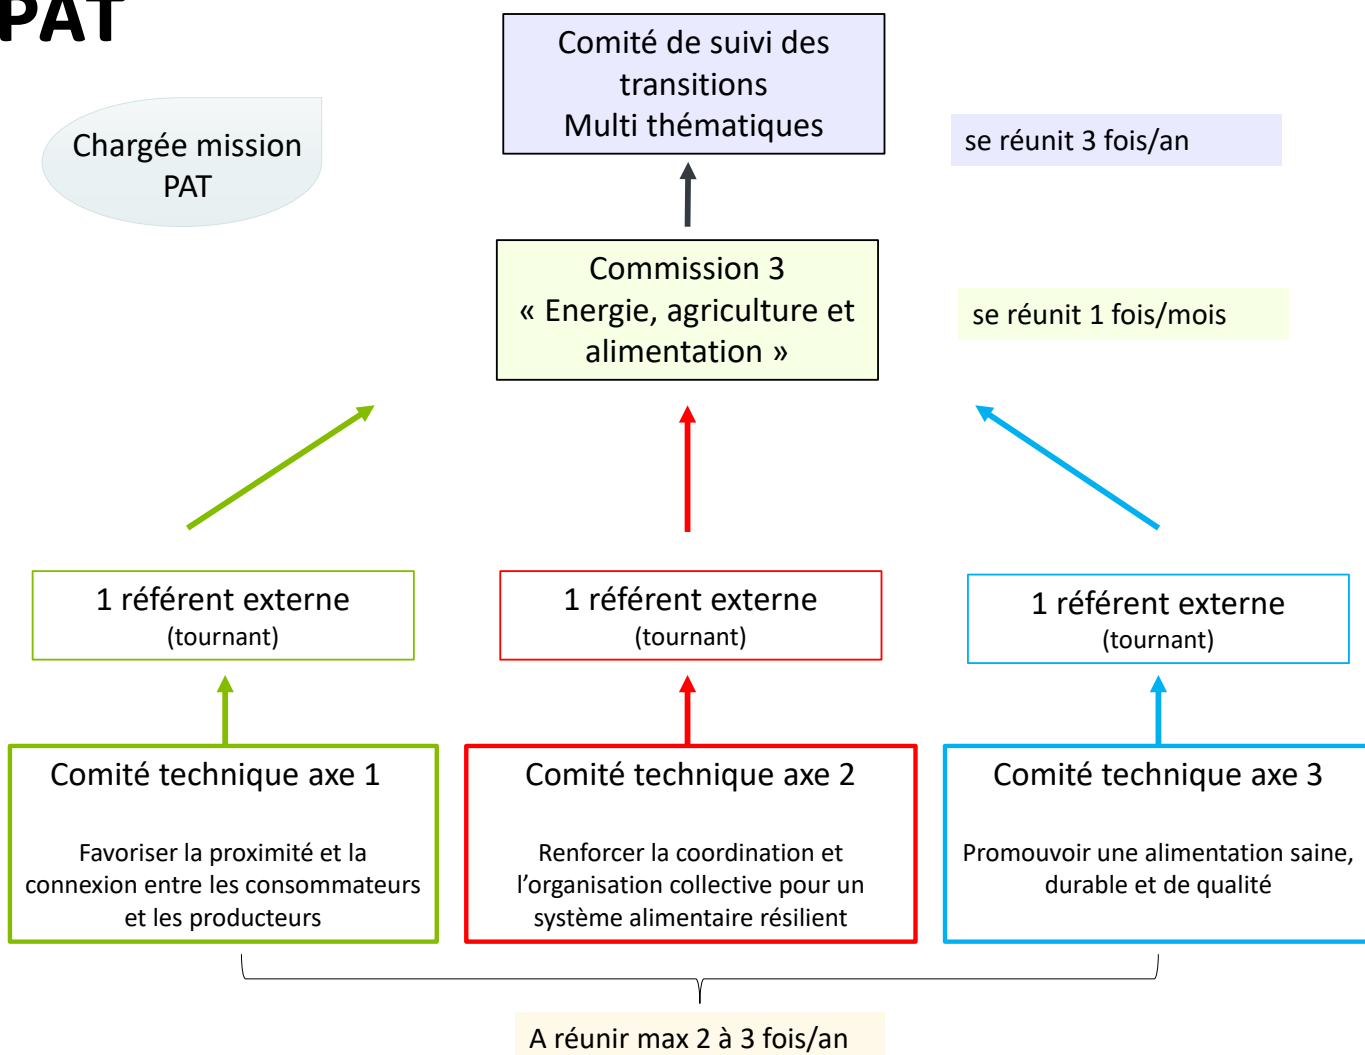 PAT
Comité de suivi des
transitions
Multi thématiques
Chargée mission
PAT
se réunit 3 fois/an
Commission 3
« Energie, agriculture et
alimentation »
se réunit 1 fois/mois
1 référent externe
(tournant)
1 référent externe
(tournant)
1 référent externe
(tournant)
Comité technique axe 1
Favoriser la proximité et la
connexion entre les consommateurs
et les producteurs
Comité technique axe 2
Renforcer la coordination et
l'organisation collective pour un
système alimentaire résilient
Comité technique axe 3
Promouvoir une alimentation saine,
durable et de qualité
A réunir max 2 à 3 fois/an